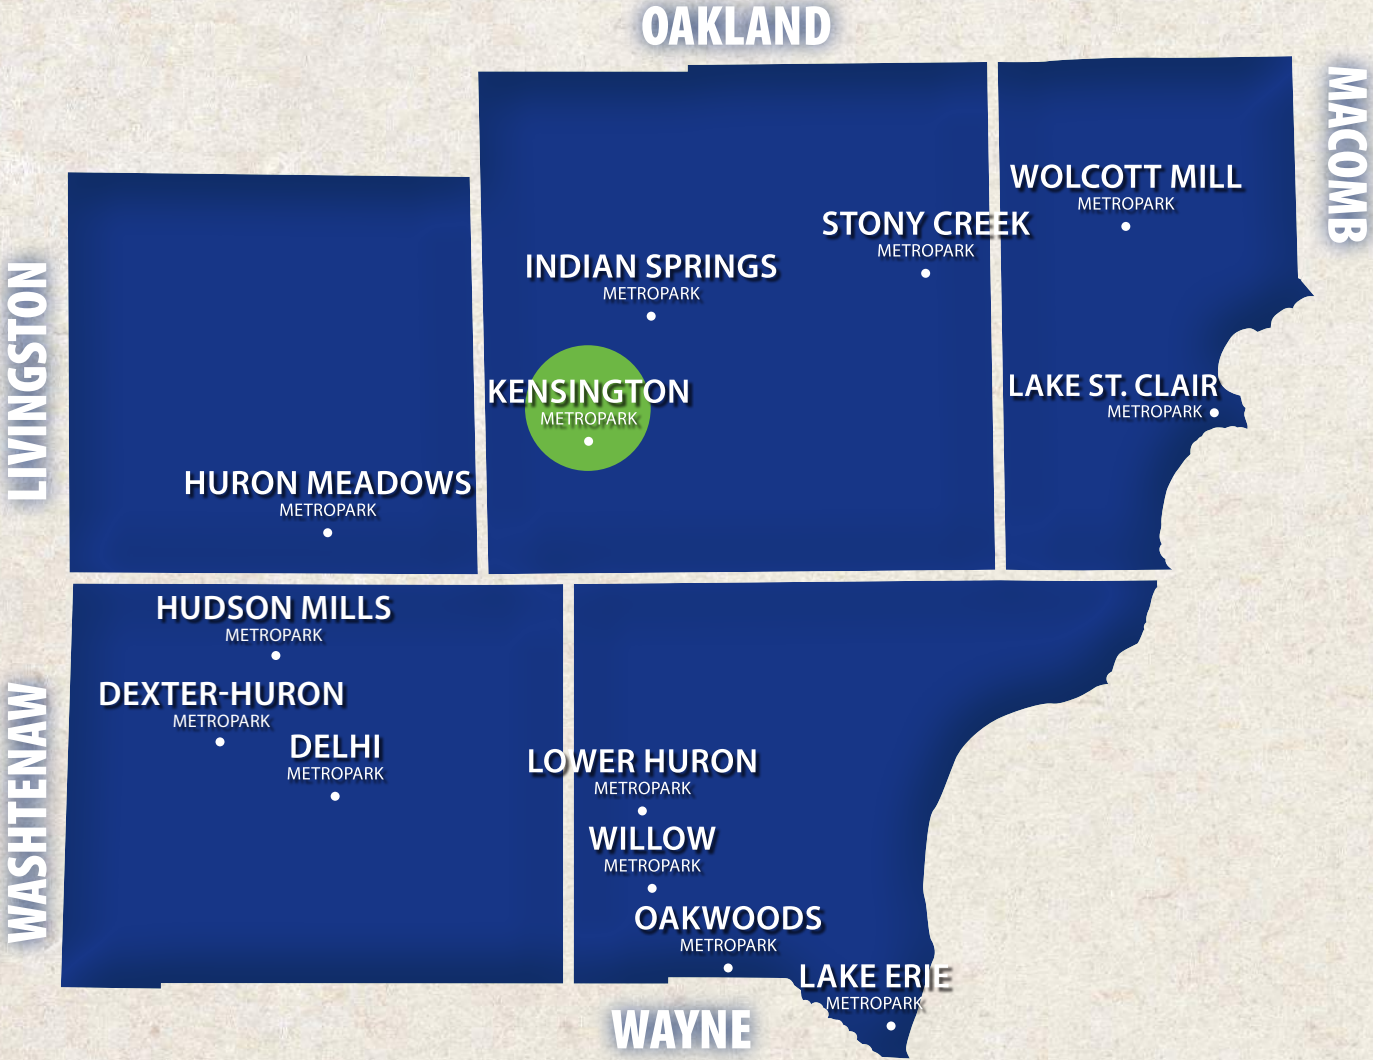 OAKLAND
MACOMB
WOLCOTT MILL
METROPARK
STONY CREEK
METROPARK
INDIAN SPRINGS
METROPARK
LIVINGSTON
KENSINGTON
METROPARK
LAKE ST. CLAIR
METROPARK
HURON MEADOWS
METROPARK
HUDSON MILLS
METROPARK
DEXTER-HURON
METROPARK
WASHTENAW
DELHI
METROPARK
LOWER HURON
METROPARK
WILLOW
METROPARK
OAKWOODS
METROPARK
LAKE ERIE
METROPARK
WAYNE